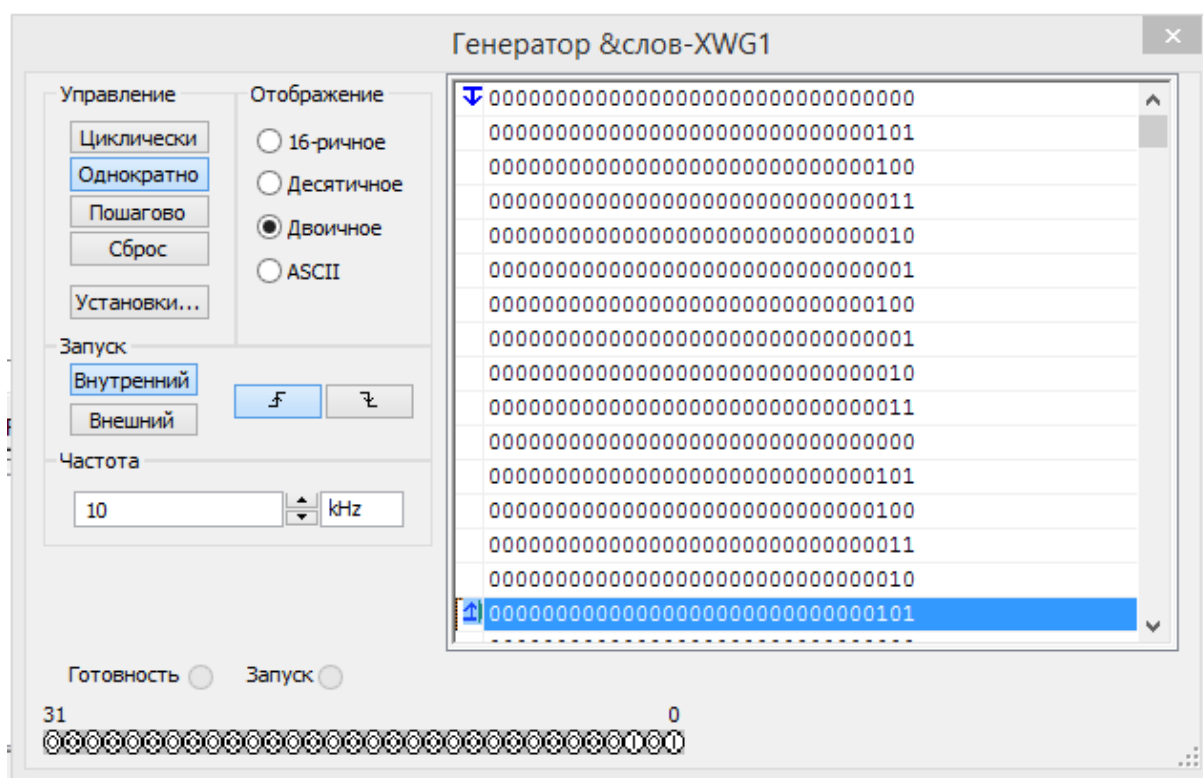 Генератор &слов-XWG1
Управление
Циклически
Однократно
Пошагово
Сброс
Установки...
Отображение
16-ричное
Десятичное
Двоичное
ASCII
Запуск
Внутренний
Внешний
Частота
10
kHz
00000000000000000000000000000000
00000000000000000000000000000101
00000000000000000000000000000100
00000000000000000000000000000011
00000000000000000000000000000010
00000000000000000000000000000001
00000000000000000000000000000100
00000000000000000000000000000001
00000000000000000000000000000010
00000000000000000000000000000011
00000000000000000000000000000000
00000000000000000000000000000101
00000000000000000000000000000100
00000000000000000000000000000011
00000000000000000000000000000010
00000000000000000000000000000101
Готовность
Запуск
31
0